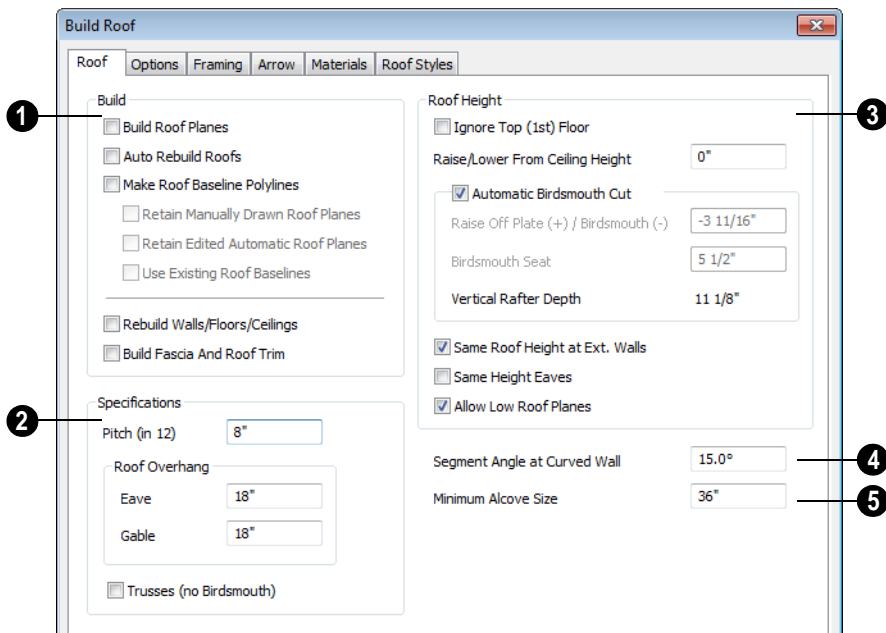 Build Roof
Roof Options Framing Arrow Materials Roof Styles
1
Build
Build Roof Planes
Auto Rebuild Roofs
Make Roof Baseline Polylines
Retain Manually Drawn Roof Planes
Retain Edited Automatic Roof Planes
Use Existing Roof Baselines
Rebuild Walls/Floors/Ceilings
Build Fascia And Roof Trim
2
Specifications
Pitch (in 12) 8"
Roof Overhang
Eave 18"
Gable 18"
Trusses (no Birdsmouth)
3
Roof Height
Ignore Top (1st) Floor
Raise/Lower From Ceiling Height 0"
Automatic Birdsmouth Cut
Raise Off Plate (+) / Birdsmouth (-) -3 11/16"
Birdsmouth Seat 5 1/2"
Vertical Rafter Depth 11 1/8"
Same Roof Height at Ext. Walls
Same Height Eaves
Allow Low Roof Planes
Segment Angle at Curved Wall 15.0° 4
Minimum Alcove Size 36" 5